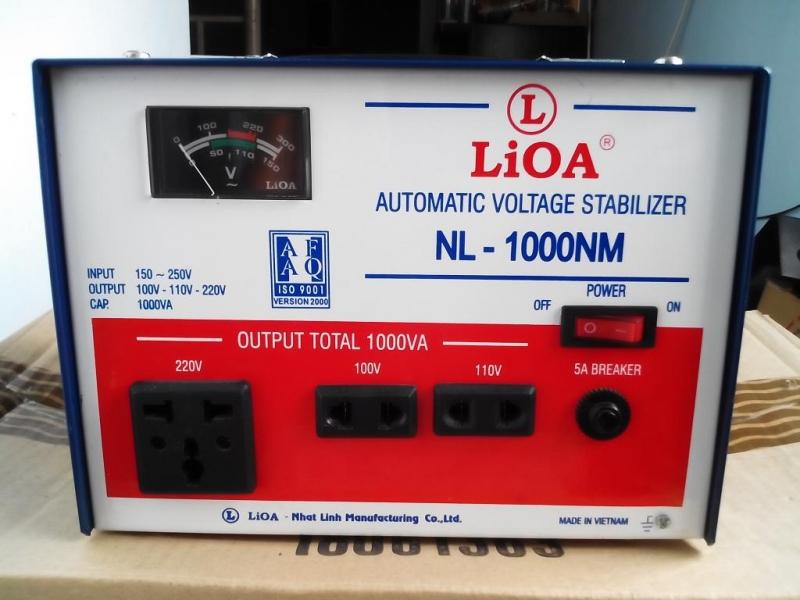 L
LiOA ®
AUTOMATIC VOLTAGE STABILIZER
NL - 1000NM
0 100 220 300
50 110 150
V
~
LiOA
INPUT 150 ~ 250V
OUTPUT 100V - 110V - 220V
CAP. 1000VA
AFAQ
ISO 9001
VERSION 2000
POWER
OFF ON
OUTPUT TOTAL 1000VA
220V 100V 110V 5A BREAKER
L LiOA - Nhat Linh Manufacturing Co.,Ltd. MADE IN VIETNAM